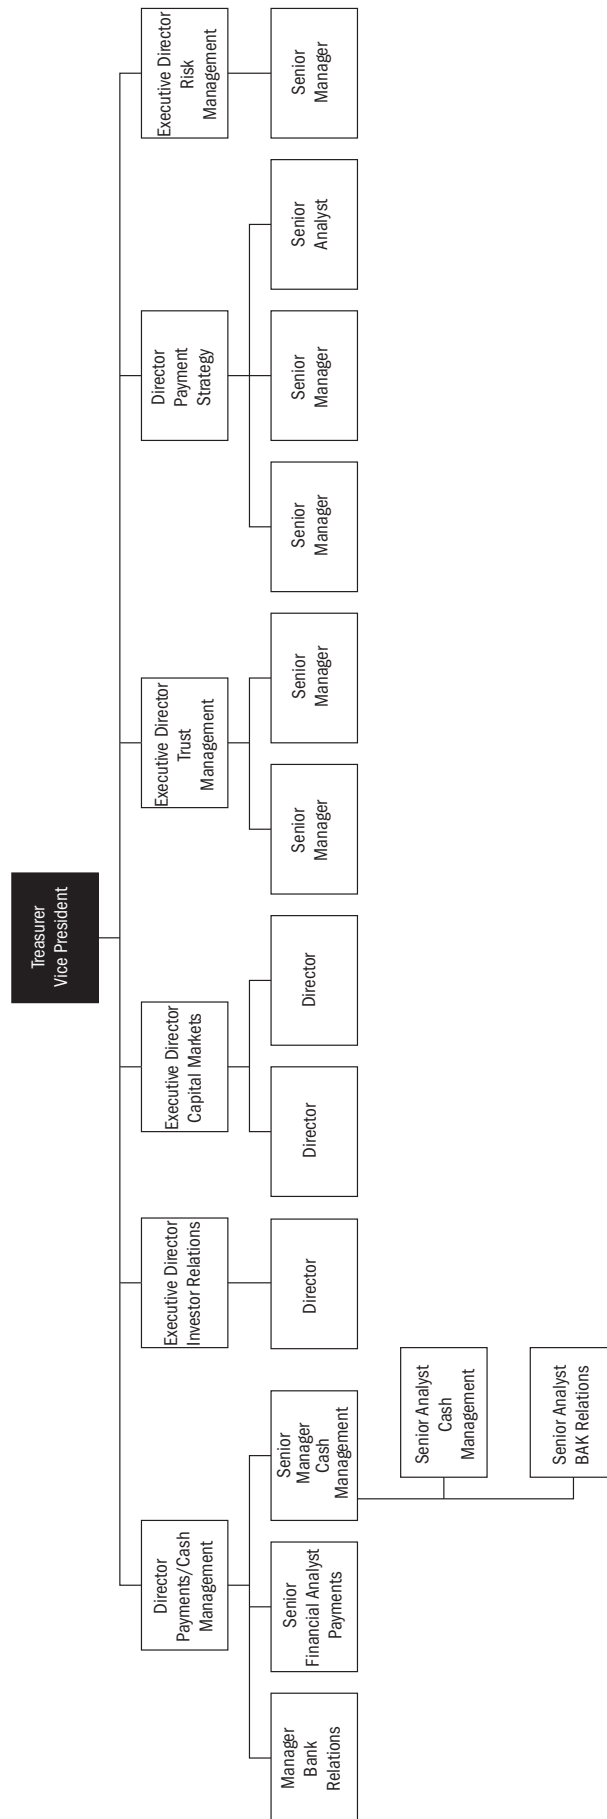 Treasurer
Vice President
Director
Payments/Cash
Management
Executive Director
Investor Relations
Executive Director
Capital Markets
Executive Director
Trust
Management
Director
Payment
Strategy
Executive Director
Risk
Management
Manager
Bank
Relations
Senior
Financial Analyst
Payments
Senior
Manager
Cash
Management
Director
Director
Director
Senior
Manager
Senior
Manager
Senior
Manager
Senior
Manager
Senior
Analyst
Senior
Manager
Senior Analyst
Cash
Management
Senior Analyst
BAK Relations